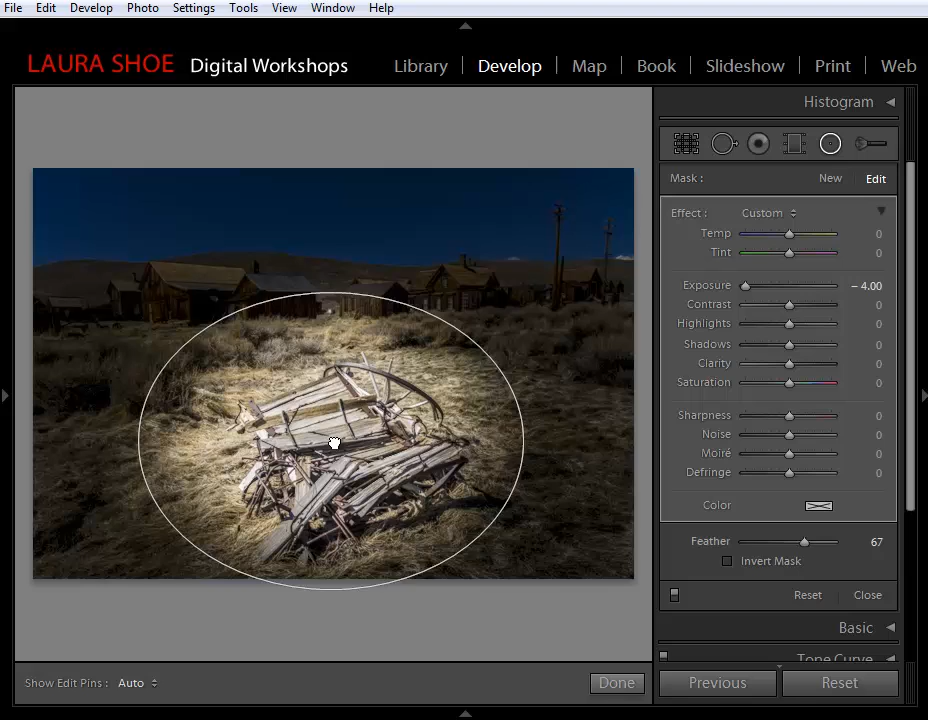 File Edit Develop Photo Settings Tools View Window Help
LAURA SHOE Digital Workshops Library Develop Map Book Slideshow Print Web
Histogram
Mask : New Edit
Effect : Custom
Temp 0
Tint 0
Exposure – 4.00
Contrast 0
Highlights 0
Shadows 0
Clarity 0
Saturation 0
Sharpness 0
Noise 0
Moiré 0
Defringe 0
Color
Feather 67
Invert Mask
Reset Close
Basic
Tone Curve
Show Edit Pins : Auto Done Previous Reset